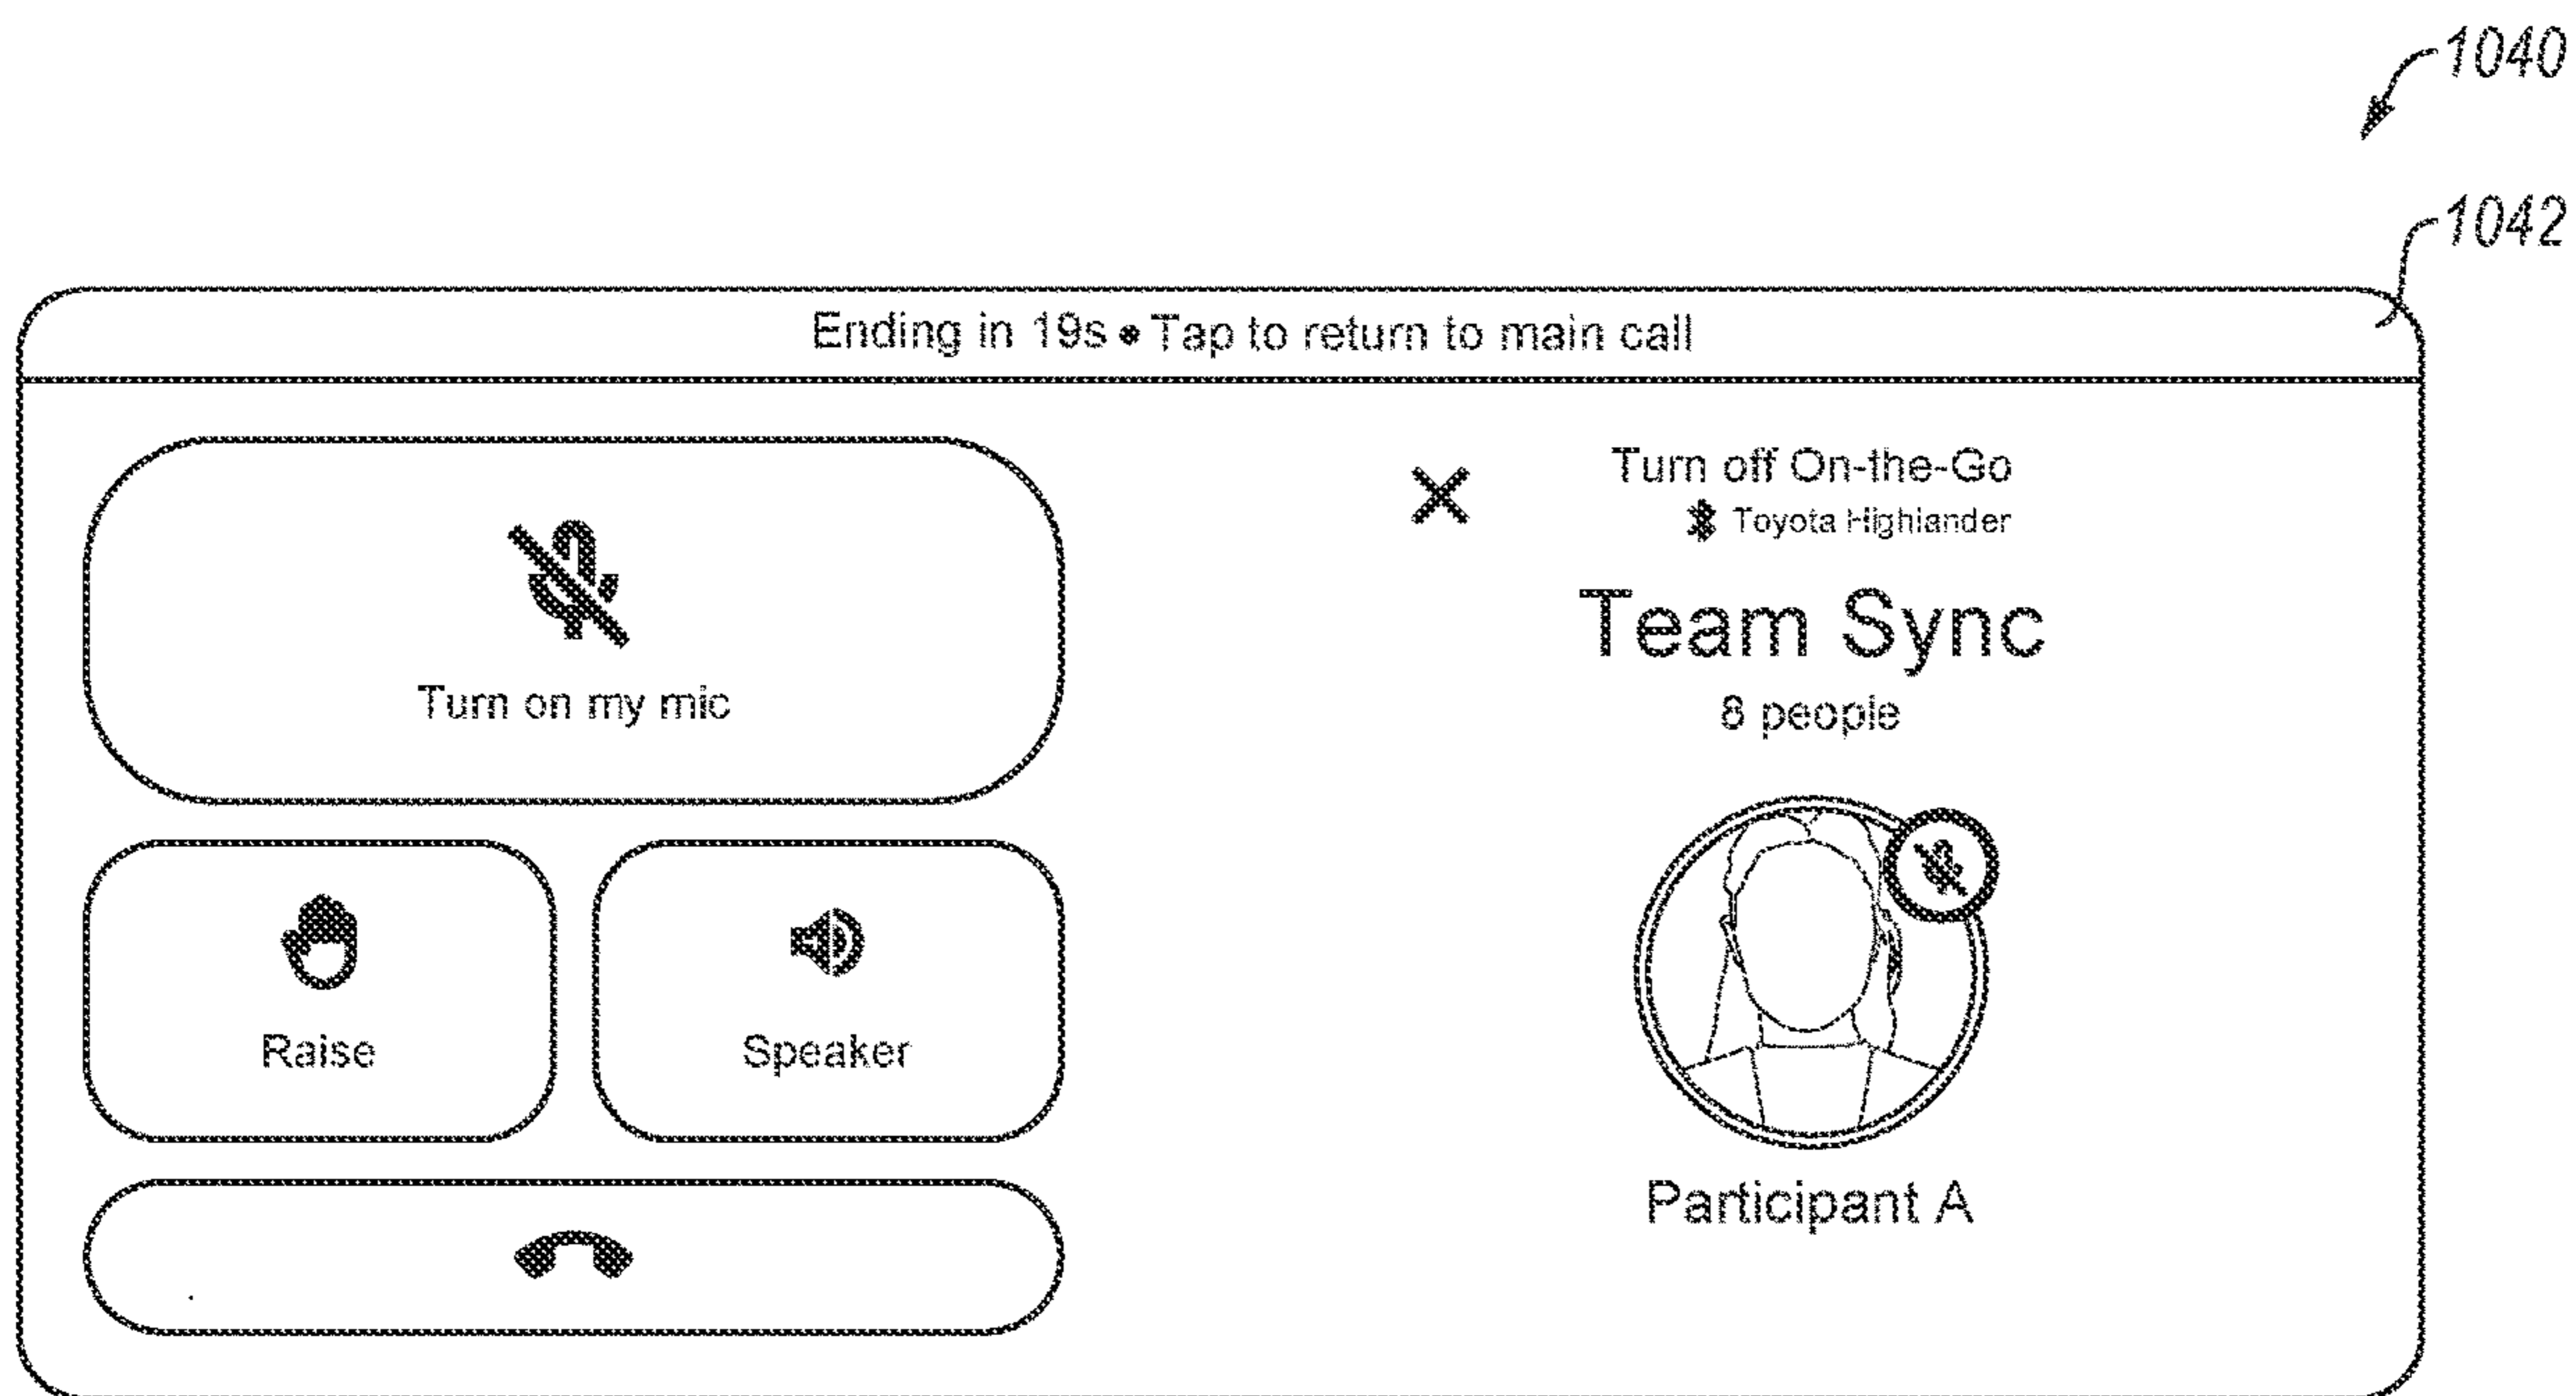 1040
1042
Ending in 19s • Tap to return to main call
Turn on my mic
Raise
Speaker
Turn off On-the-Go
Toyota Highlander
Team Sync
8 people
Participant A